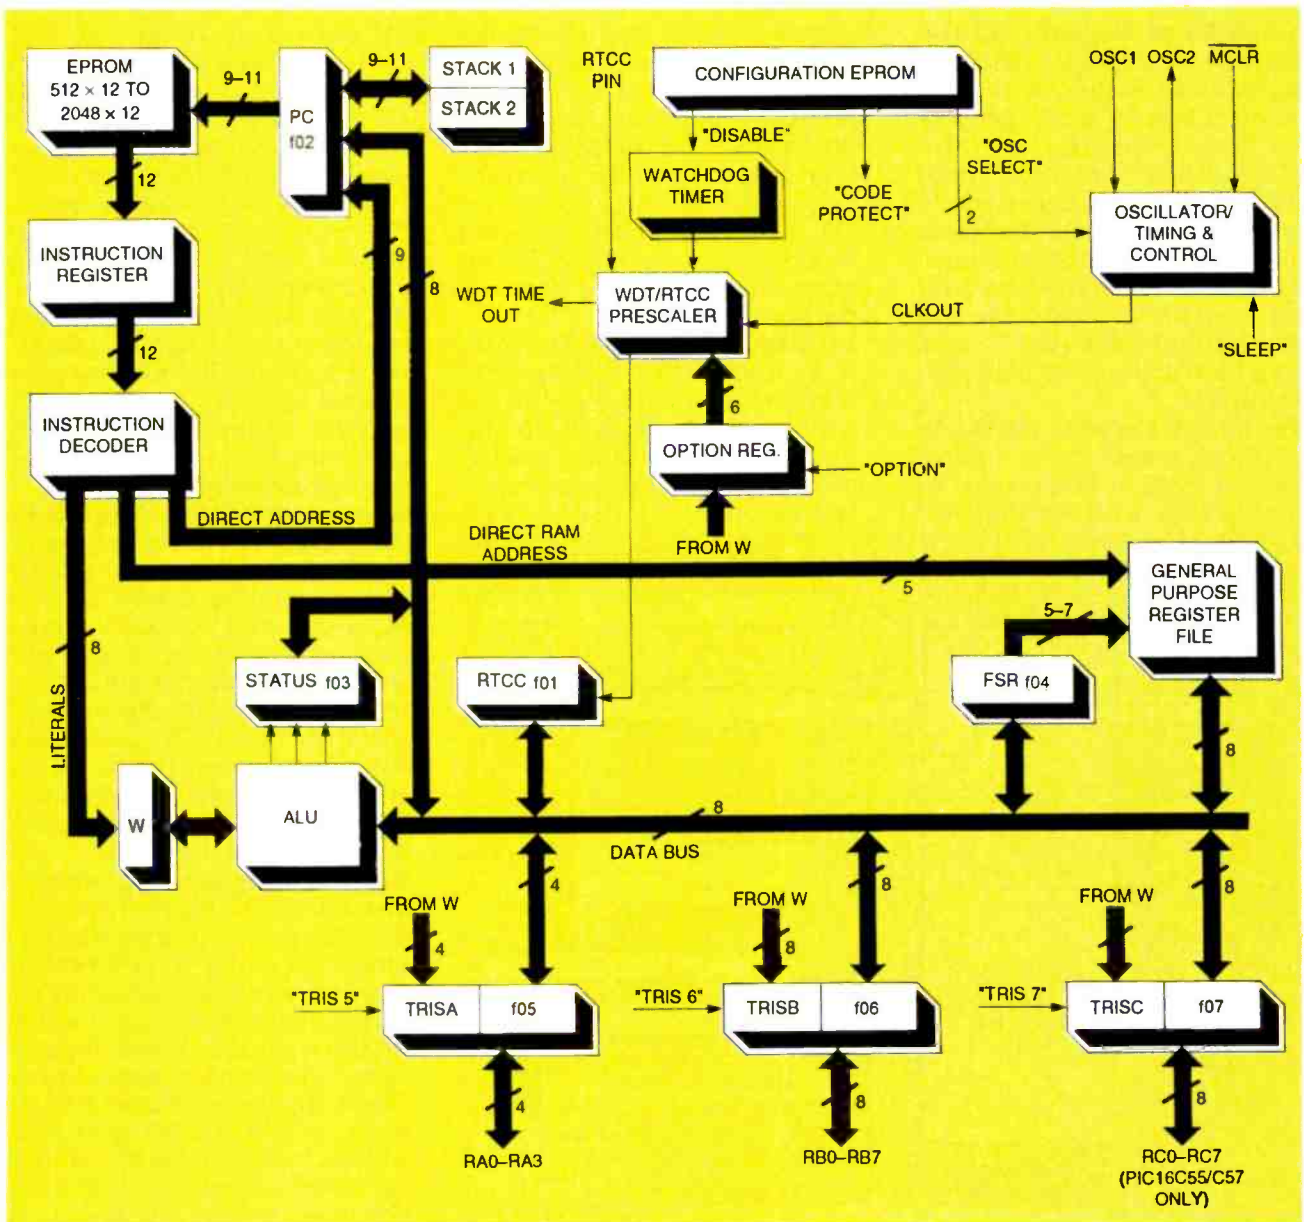 EPROM
512 × 12 TO
2048 x 12
9–11
PC
f02
9–11
STACK 1
STACK 2
RTCC
PIN
CONFIGURATION EPROM
OSC1
OSC2
MCLR
"DISABLE"
WATCHDOG
TIMER
"CODE
PROTECT"
"OSC
SELECT"
2
OSCILLATOR/
TIMING &
CONTROL
12
INSTRUCTION
REGISTER
9
8
WDT TIME
OUT
WDT/RTCC
PRESCALER
CLKOUT
"SLEEP"
12
INSTRUCTION
DECODER
6
OPTION REG.
"OPTION"
DIRECT ADDRESS
DIRECT RAM
ADDRESS
FROM W
5
GENERAL
PURPOSE
REGISTER
FILE
5–7
8
LITERALS
STATUS f03
RTCC f01
FSR f04
8
W
ALU
8
DATA BUS
FROM W
4
4
FROM W
8
8
FROM W
8
"TRIS 5"
TRISA
f05
"TRIS 6"
TRISB
f06
"TRIS 7"
TRISC
f07
4
8
8
RA0–RA3
RB0–RB7
RC0–RC7
(PIC16C55/C57
ONLY)